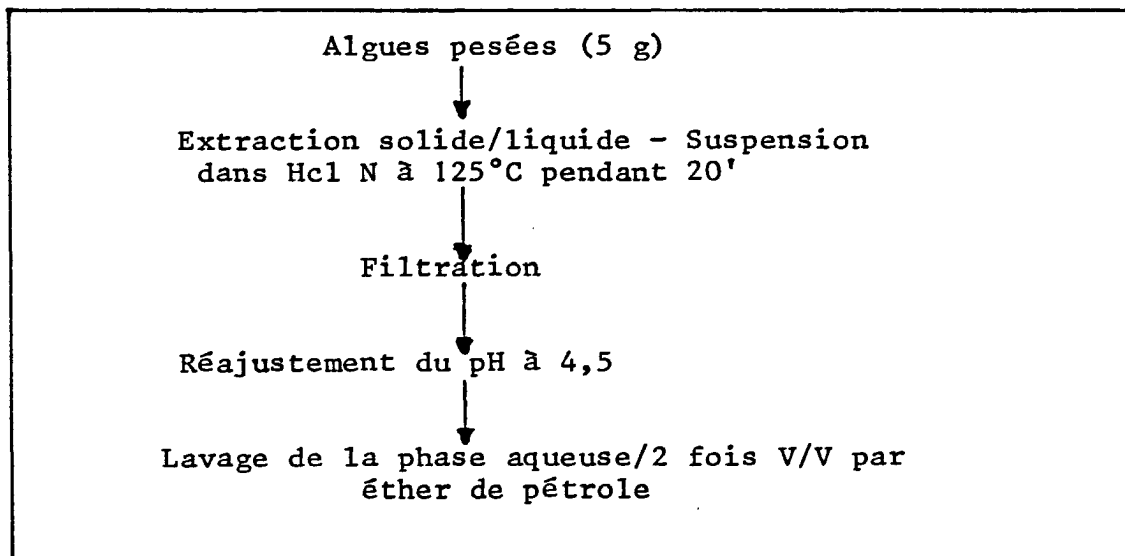 Algues pesées (5 g)
Extraction solide/liquide - Suspension
dans Hcl N à 125°C pendant 20'
Filtration
Réajustement du pH à 4,5
Lavage de la phase aqueuse/2 fois V/V par
éther de pétrole